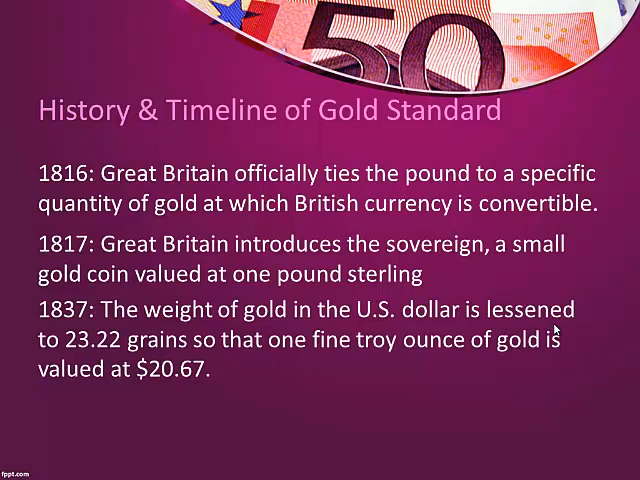 50
History & Timeline of Gold Standard
1816: Great Britain officially ties the pound to a specific
quantity of gold at which British currency is convertible.
1817: Great Britain introduces the sovereign, a small
gold coin valued at one pound sterling
1837: The weight of gold in the U.S. dollar is lessened
to 23.22 grains so that one fine troy ounce of gold is
valued at $20.67.
fppt.com